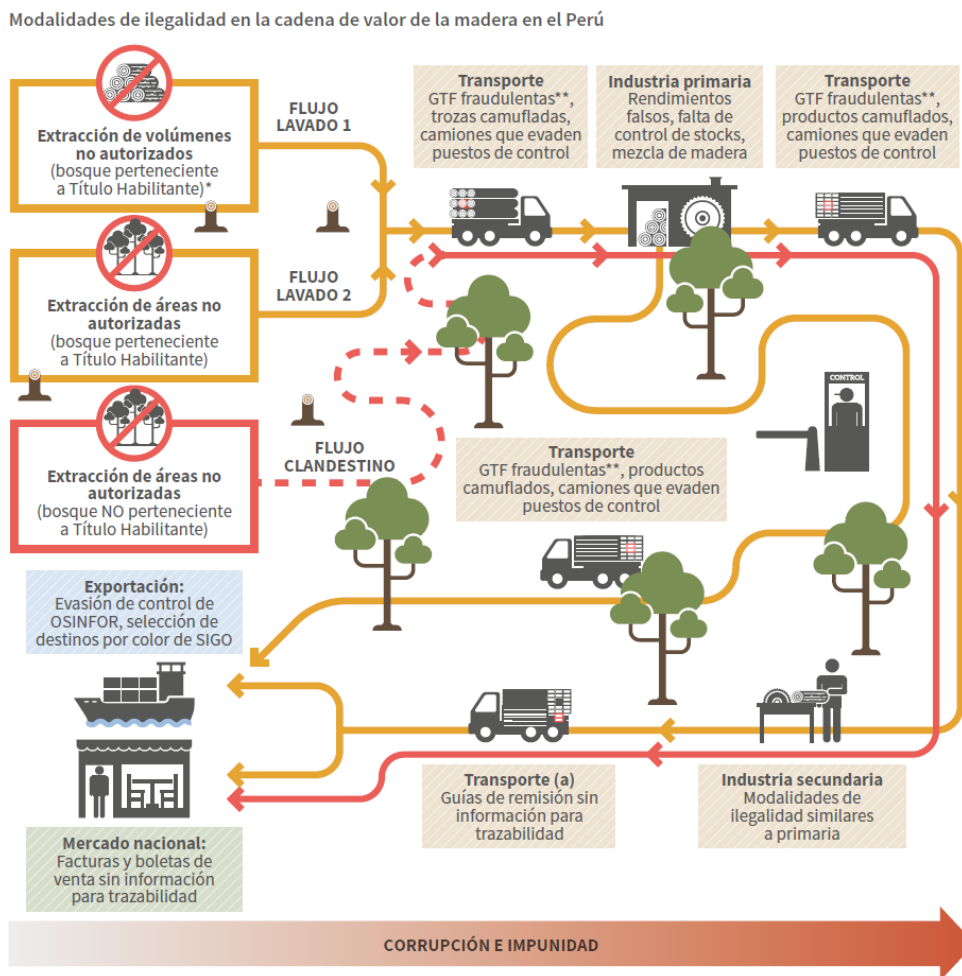 Modalidades de ilegalidad en la cadena de valor de la madera en el Perú
Extracción de volúmenes
no autorizados
(bosque perteneciente
a Título Habilitante)*
FLUJO
LAVADO 1
Transporte
GTF fraudulentas**,
trozas camufladas,
camiones que evaden
puestos de control
Industria primaria
Rendimientos
falsos, falta de
control de stocks,
mezcla de madera
Transporte
GTF fraudulentas**,
productos camuflados,
camiones que evaden
puestos de control
Extracción de áreas no
autorizadas
(bosque perteneciente
a Título Habilitante)
FLUJO
LAVADO 2
CONTROL
Extracción de áreas no
autorizadas
(bosque NO perteneciente
a Título Habilitante)
FLUJO
CLANDESTINO
Transporte
GTF fraudulentas**, productos
camuflados, camiones que evaden
puestos de control
Exportación:
Evasión de control de
OSINFOR, selección de
destinos por color de SIGO
Transporte (a)
Guías de remisión sin
información para
trazabilidad
Industria secundaria
Modalidades de
ilegalidad similares
a primaria
Mercado nacional:
Facturas y boletas de
venta sin información
para trazabilidad
CORRUPCIÓN E IMPUNIDAD